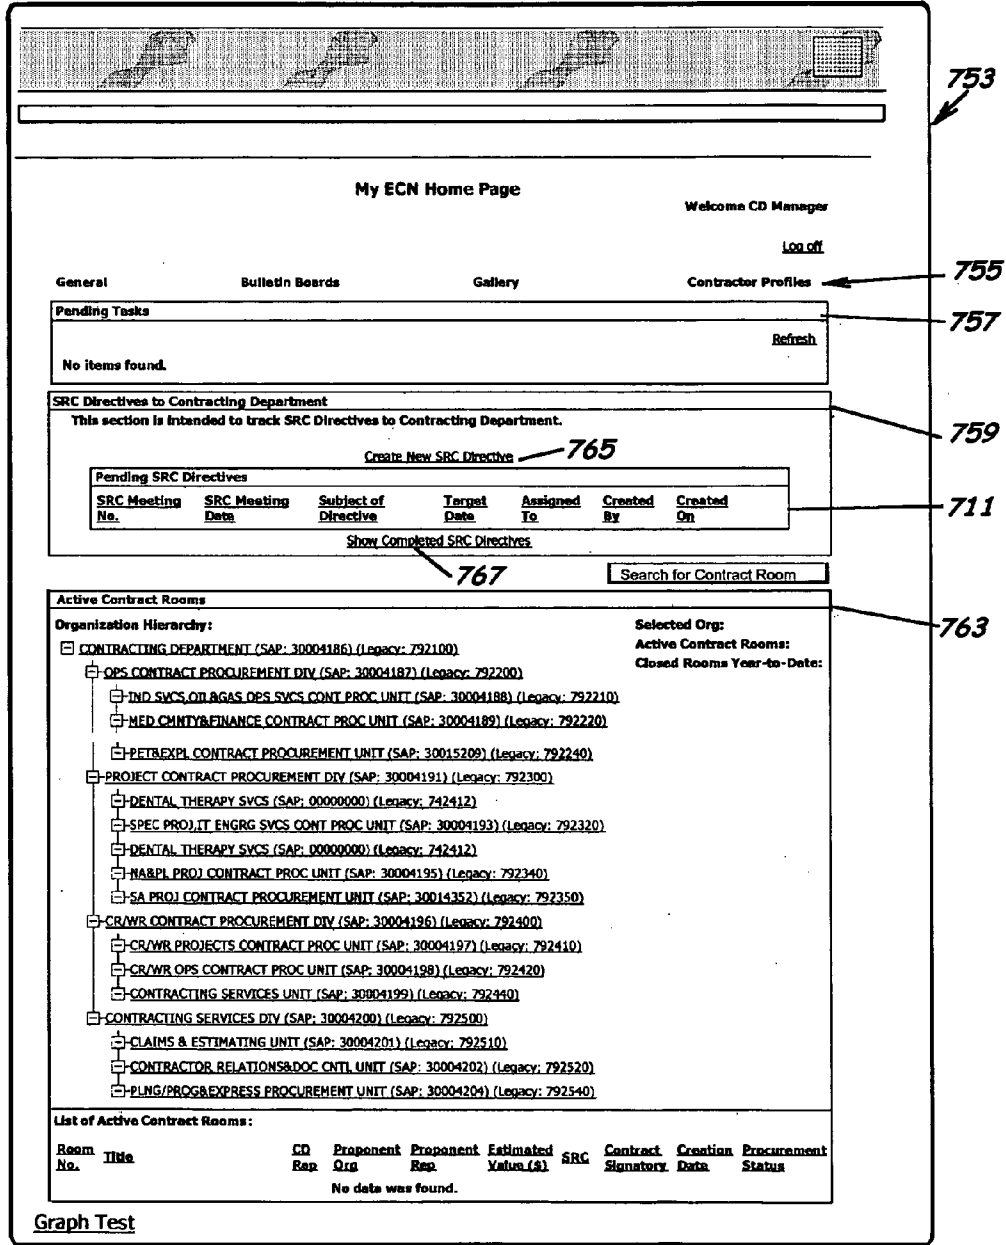 753
My ECN Home Page
Welcome CD Manager
Log off
755
General Bulletin Boards Gallery Contractor Profiles
Pending Tasks
757
Refresh
No items found.
SRC Directives to Contracting Department
759
This section is intended to track SRC Directives to Contracting Department.
Create New SRC Directive 765
Pending SRC Directives
SRC Meeting No. SRC Meeting Date Subject of Directive Target Date Assigned To Created By Created On
711
Show Completed SRC Directives
767
Search for Contract Room
Active Contract Rooms
763
Organization Hierarchy: Selected Org:
Active Contract Rooms:
CONTRACTING DEPARTMENT (SAP: 30004186) (Legacy: 792100)
Closed Rooms Year-to-Date:
OPS CONTRACT PROCUREMENT DIV (SAP: 30004187) (Legacy: 792200)
IND SVCS,OIL&GAS OPS SVCS CONT PROC UNIT (SAP: 30004188) (Legacy: 792210)
MED CMNTY&FINANCE CONTRACT PROC UNIT (SAP: 30004189) (Legacy: 792220)
PET&EXPL CONTRACT PROCUREMENT UNIT (SAP: 30015209) (Legacy: 792240)
PROJECT CONTRACT PROCUREMENT DIV (SAP: 30004191) (Legacy: 792300)
DENTAL THERAPY SVCS (SAP: 00000000) (Legacy: 742412)
SPEC PROJ,IT ENGRG SVCS CONT PROC UNIT (SAP: 30004193) (Legacy: 792320)
DENTAL THERAPY SVCS (SAP: 00000000) (Legacy: 742412)
NA&PL PROJ CONTRACT PROC UNIT (SAP: 30004195) (Legacy: 792340)
SA PROJ CONTRACT PROCUREMENT UNIT (SAP: 30014352) (Legacy: 792350)
CR/WR CONTRACT PROCUREMENT DIV (SAP: 30004196) (Legacy: 792400)
CR/WR PROJECTS CONTRACT PROC UNIT (SAP: 30004197) (Legacy: 792410)
CR/WR OPS CONTRACT PROC UNIT (SAP: 30004198) (Legacy: 792420)
CONTRACTING SERVICES UNIT (SAP: 30004199) (Legacy: 792440)
CONTRACTING SERVICES DIV (SAP: 30004200) (Legacy: 792500)
CLAIMS & ESTIMATING UNIT (SAP: 30004201) (Legacy: 792510)
CONTRACTOR RELATIONS&DOC CNTL UNIT (SAP: 30004202) (Legacy: 792520)
PLNG/PROG&EXPRESS PROCUREMENT UNIT (SAP: 30004204) (Legacy: 792540)
List of Active Contract Rooms:
Room No. Title CD Rep Proponent Org Proponent Rep Estimated Value ($) SRC Contract Signatory Creation Date Procurement Status
No data was found.
Graph Test